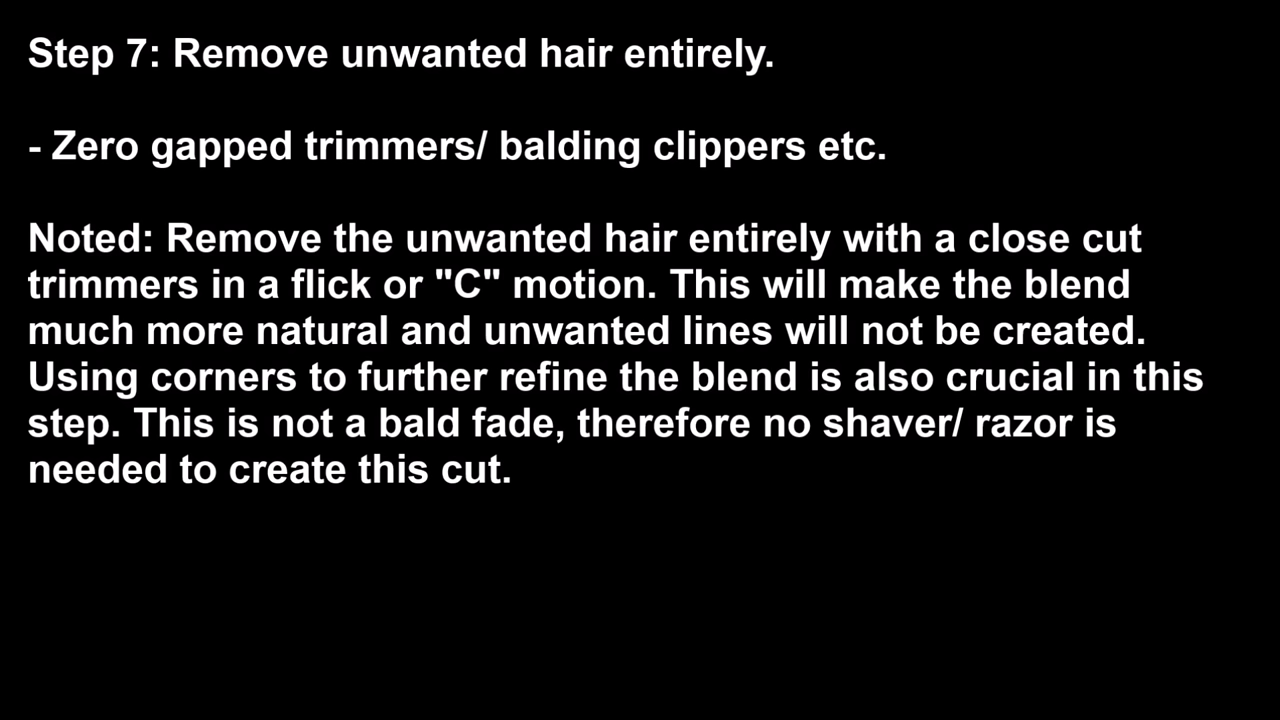 Step 7: Remove unwanted hair entirely.
- Zero gapped trimmers/ balding clippers etc.
Noted: Remove the unwanted hair entirely with a close cut
trimmers in a flick or "C" motion. This will make the blend
much more natural and unwanted lines will not be created.
Using corners to further refine the blend is also crucial in this
step. This is not a bald fade, therefore no shaver/ razor is
needed to create this cut.